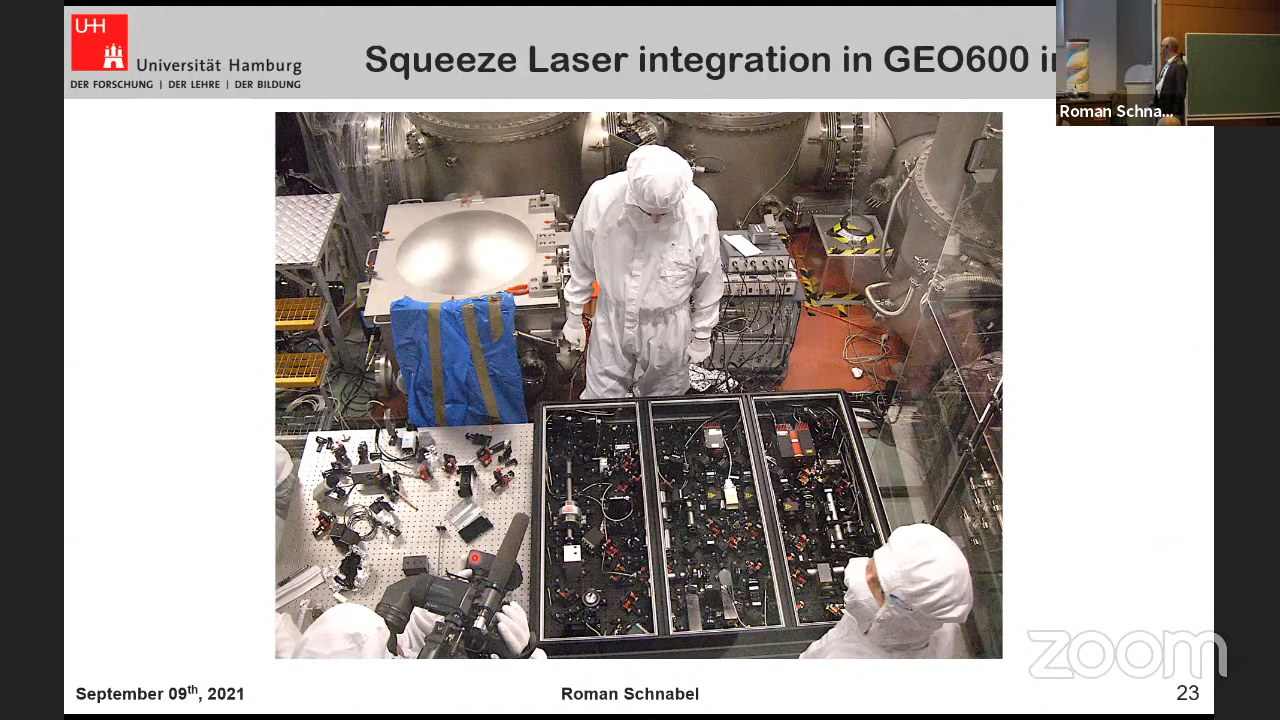 UHH
Universität Hamburg
DER FORSCHUNG | DER LEHRE | DER BILDUNG
Squeeze Laser integration in GEO600 in
Roman Schna...
zoom
September 09th, 2021
Roman Schnabel
23